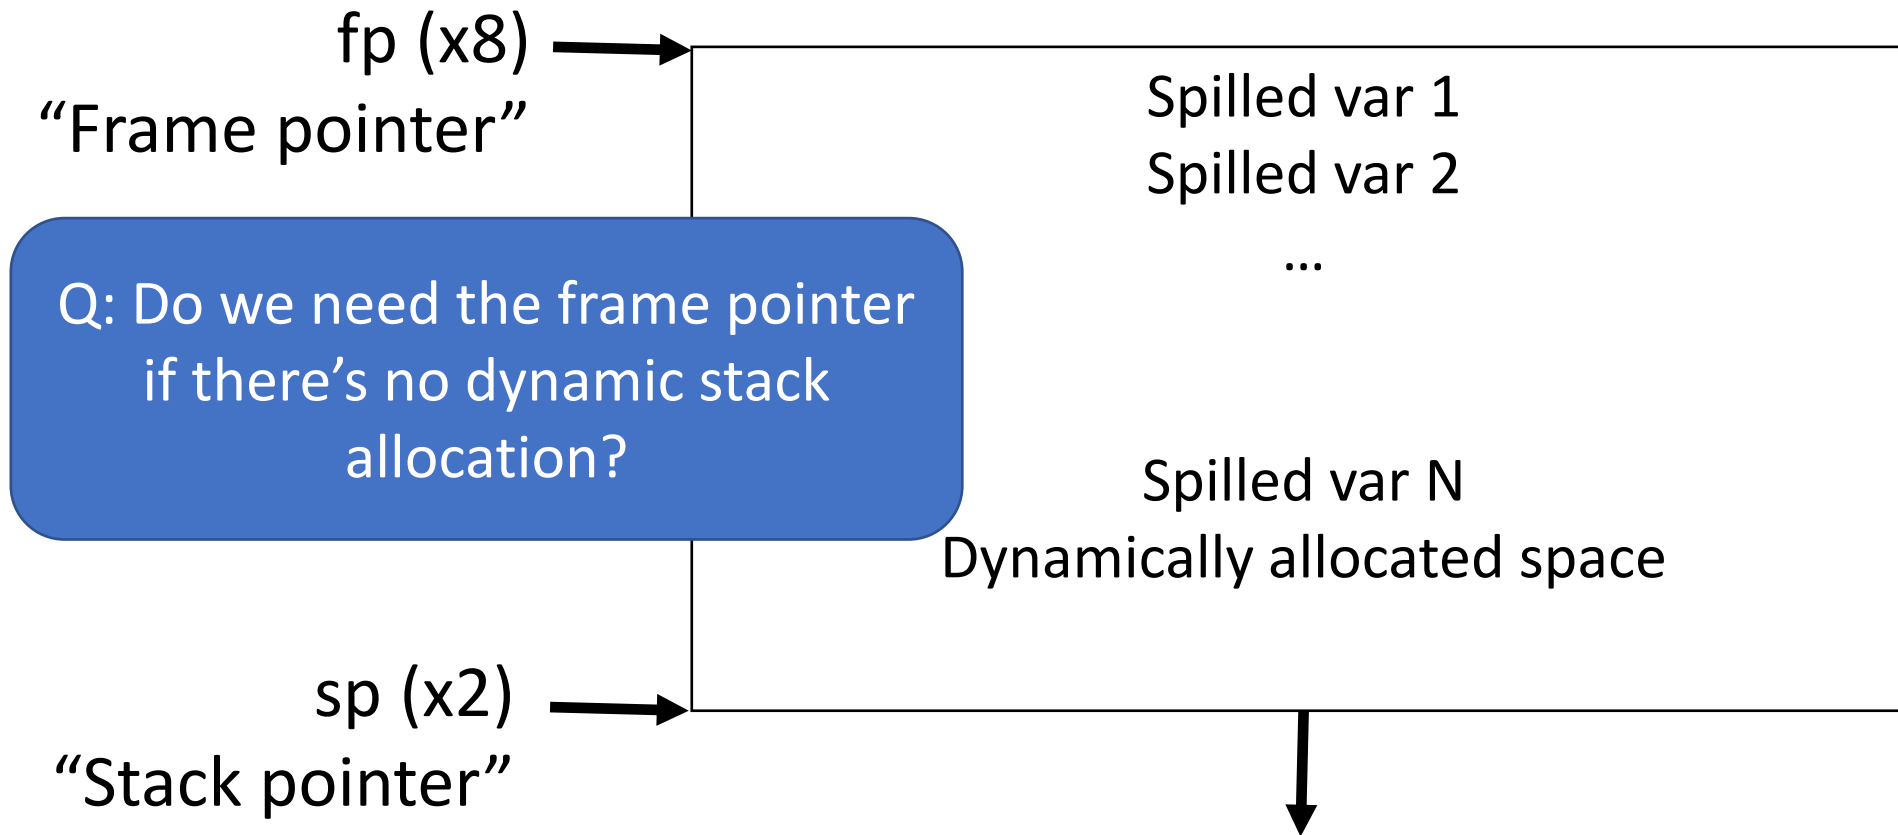 fp (x8)
“Frame pointer”
Spilled var 1
Spilled var 2
...
Q: Do we need the frame pointer
if there’s no dynamic stack
allocation?
Spilled var N
Dynamically allocated space
sp (x2)
“Stack pointer”